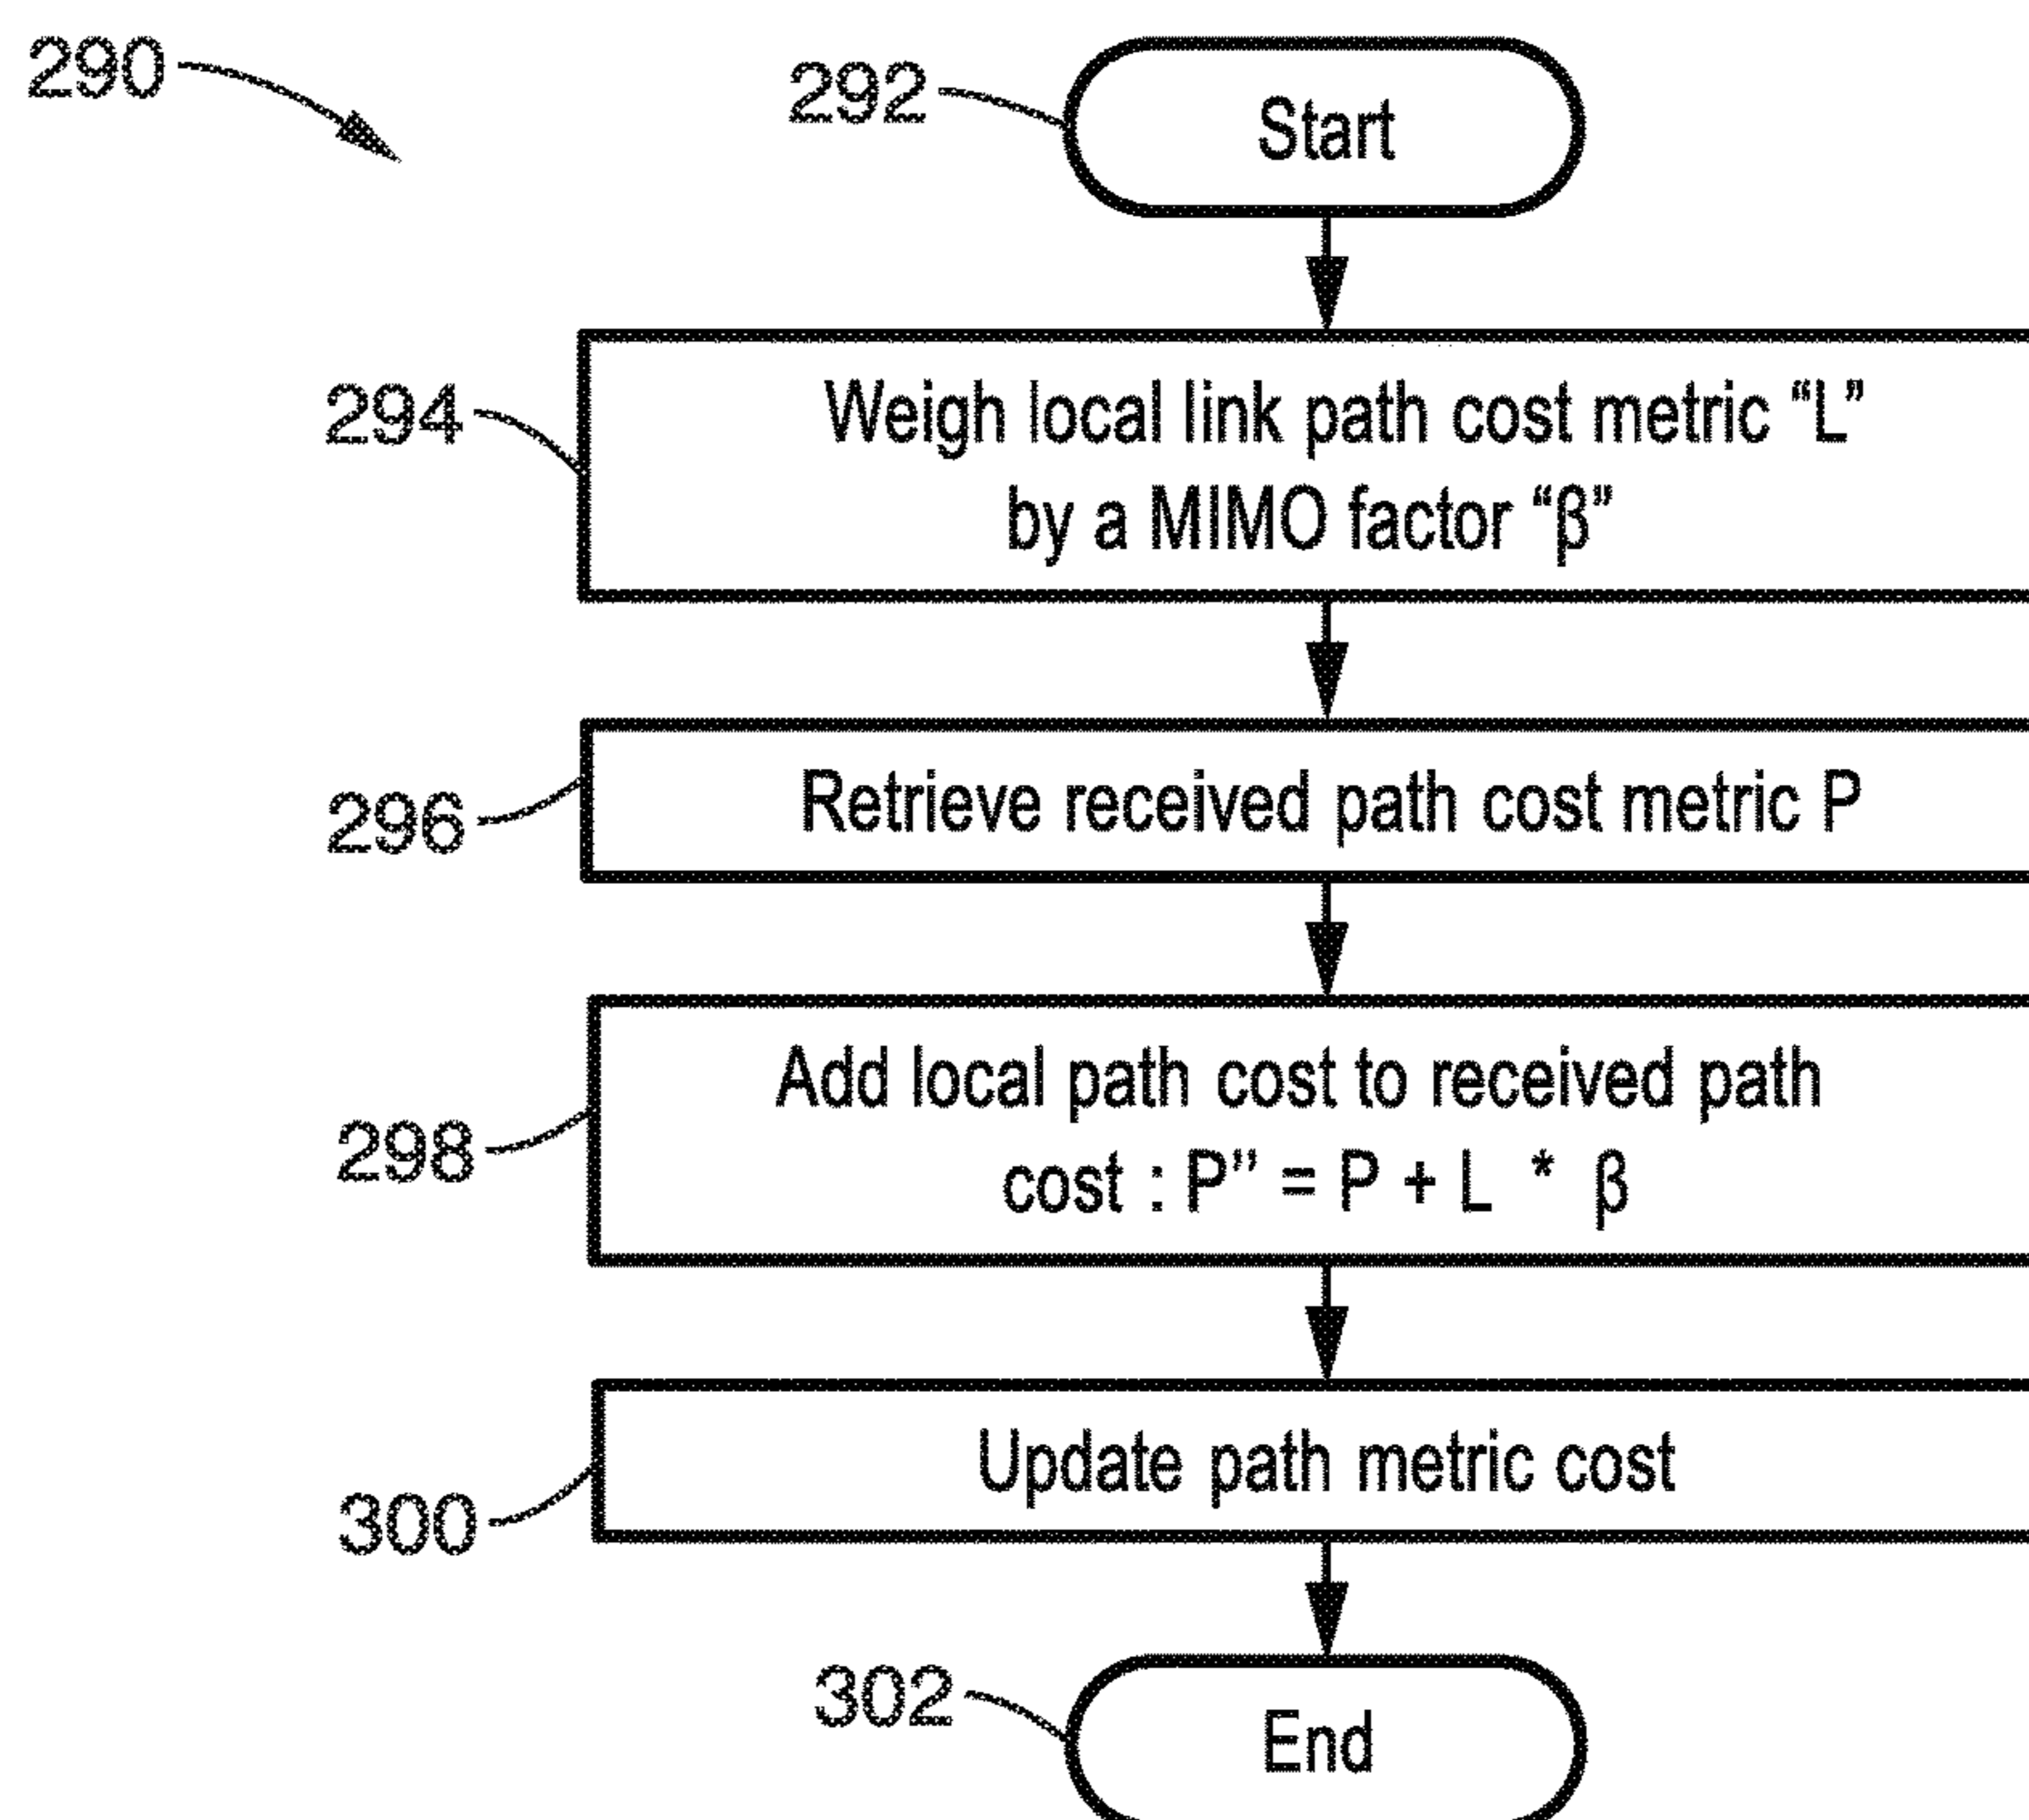 290
292
Start
294
Weigh local link path cost metric “L”
by a MIMO factor “β”
296
Retrieve received path cost metric P
298
Add local path cost to received path
cost : P” = P + L * β
300
Update path metric cost
302
End